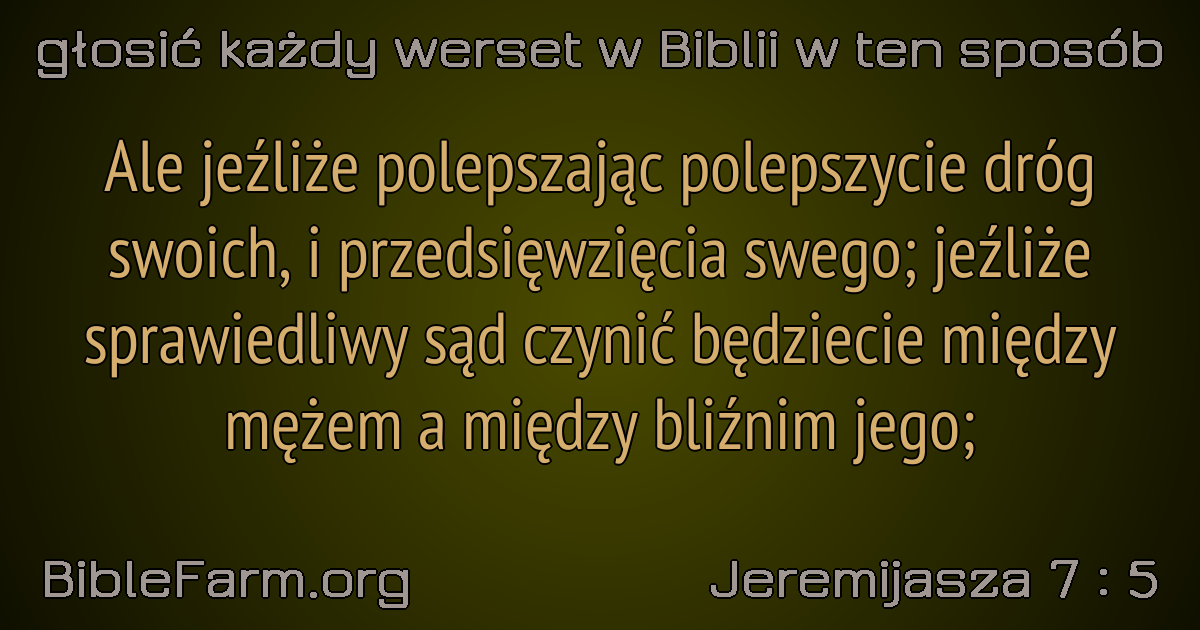 głosić każdy werset w Biblii w ten sposób
Ale jeźliże polepszając polepszycie dróg
swoich, i przedsięwzięcia swego; jeźliże
sprawiedliwy sąd czynić będziecie między
mężem a między bliźnim jego;
BibleFarm.org
Jeremijasza 7 : 5